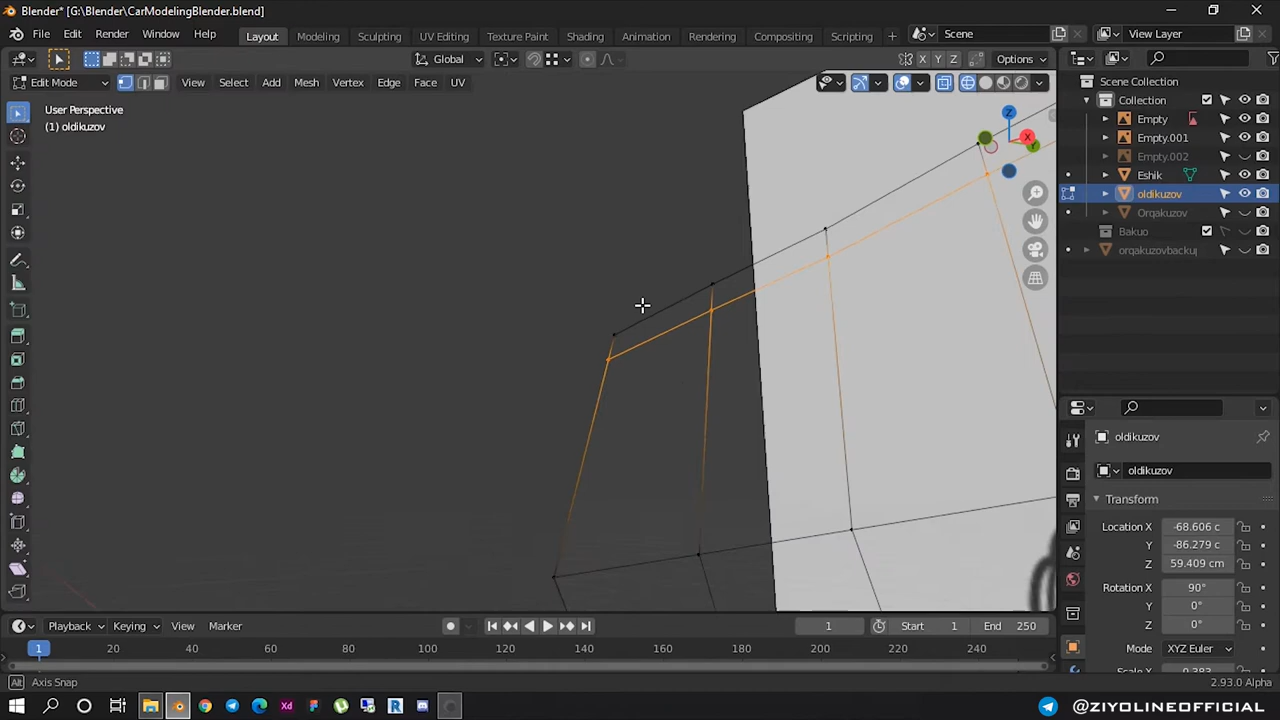 Blender* [G:\Blender\CarModelingBlender.blend]
File Edit Render Window Help Layout Modeling Sculpting UV Editing Texture Paint Shading Animation Rendering Compositing Scripting + Scene View Layer
Global X Y Z Options
Edit Mode View Select Add Mesh Vertex Edge Face UV
User Perspective
(1) oldikuzov
Z
X
Y
Scene Collection
Collection
Empty
Empty.001
Empty.002
Eshik
oldikuzov
Orqakuzov
Bakuo
orqakuzovbackup
oldikuzov
oldikuzov
Transform
Location X -68.606 c
Y -86.279 c
Z 59.409 cm
Rotation X 90°
Y 0°
Z 0°
Mode XYZ Euler
Scale X 0.383
Playback Keying View Marker 1 Start 1 End 250
1 20 40 60 80 100 120 140 160 180 200 220 240
Alt Axis Snap 2.93.0 Alpha
Xd R @ZIYOLINEOFFICIAL